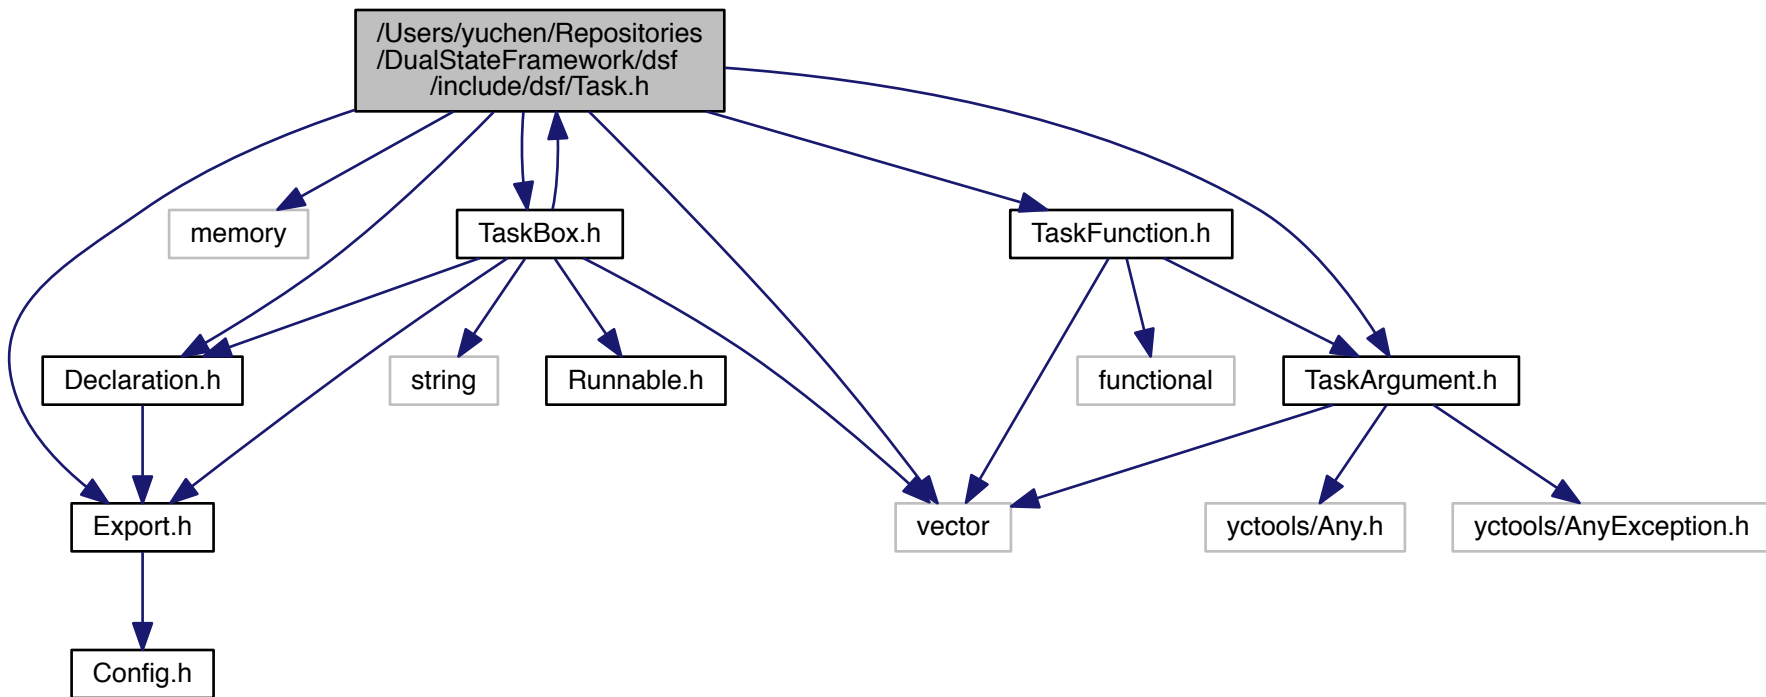 /Users/yuchen/Repositories
/DualStateFramework/dsf
/include/dsf/Task.h
memory
TaskBox.h
TaskFunction.h
Declaration.h
string
Runnable.h
functional
TaskArgument.h
Export.h
vector
yctools/Any.h
yctools/AnyException.h
Config.h